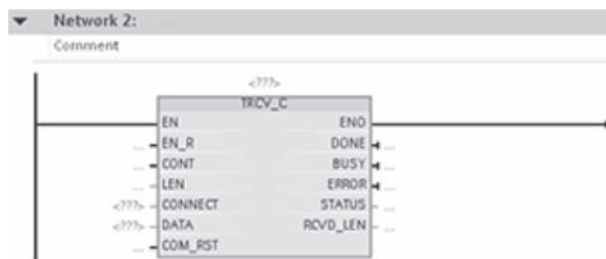 Network 2: ...
Comment
<???>
TRCV_C
EN ENO
... EN_R DONE ...
... CONT BUSY ...
... LEN ERROR ...
<???> CONNECT STATUS ...
<???> DATA RCVD_LEN ...
... COM_RST